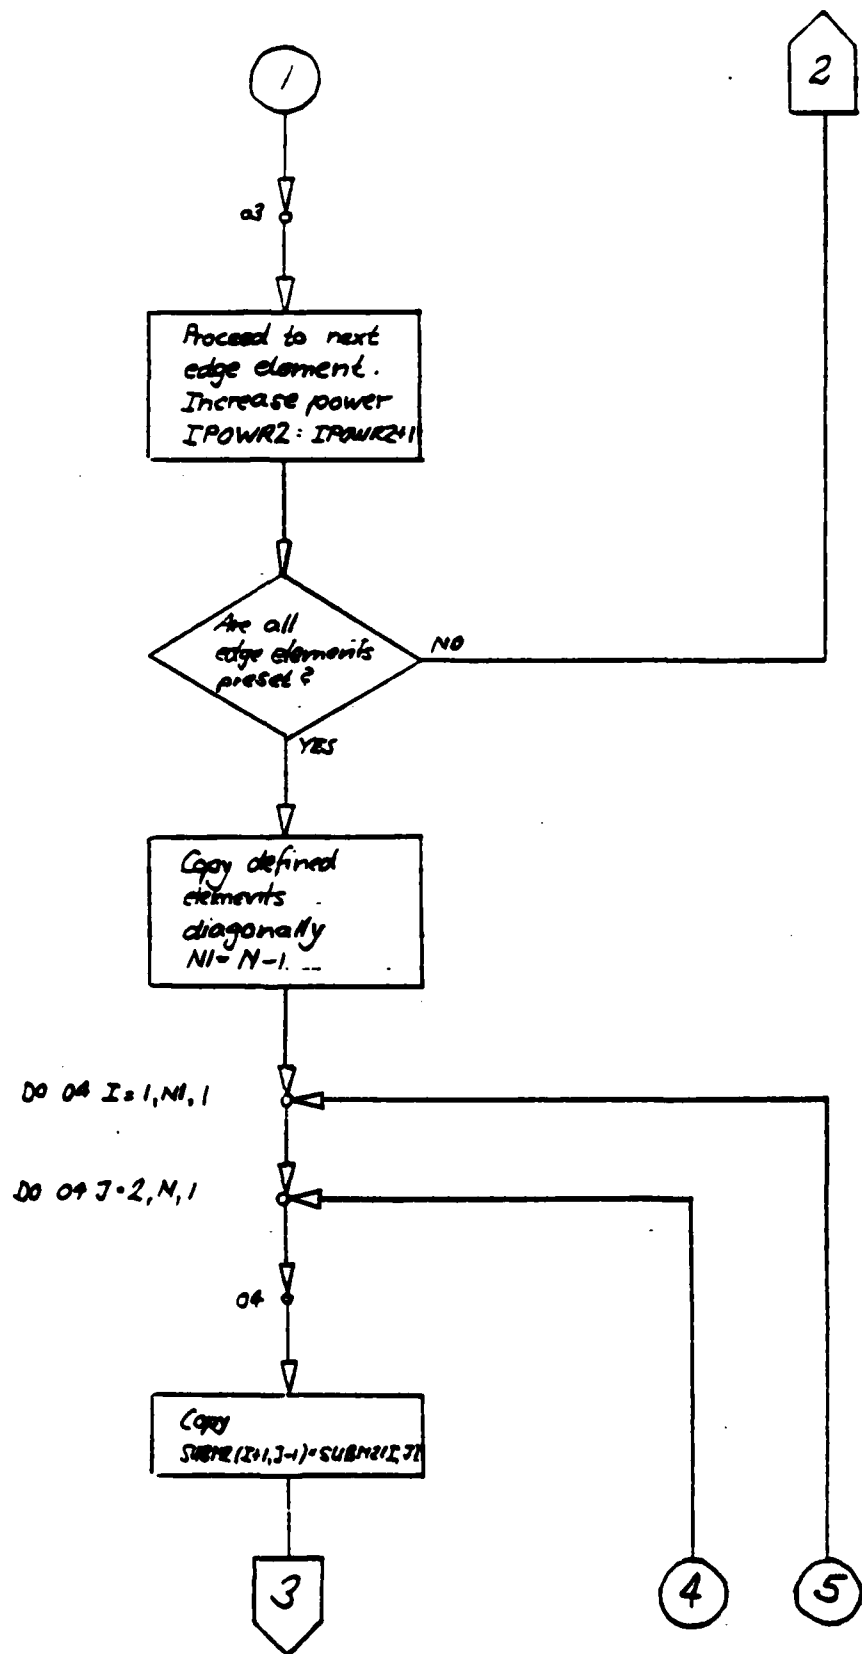 1
2
03
Proceed to next
edge element.
Increase power
IPOWR2 = IPOWR2+1
Are all
edge elements
preset?
NO
YES
Copy defined
elements
diagonally
N1 = N-1
DO 04 I = 1, N1, 1
DO 04 J = 2, N, 1
04
Copy
SUBM2(I+1,J-1)=SUBM2(I,J)
3
4
5